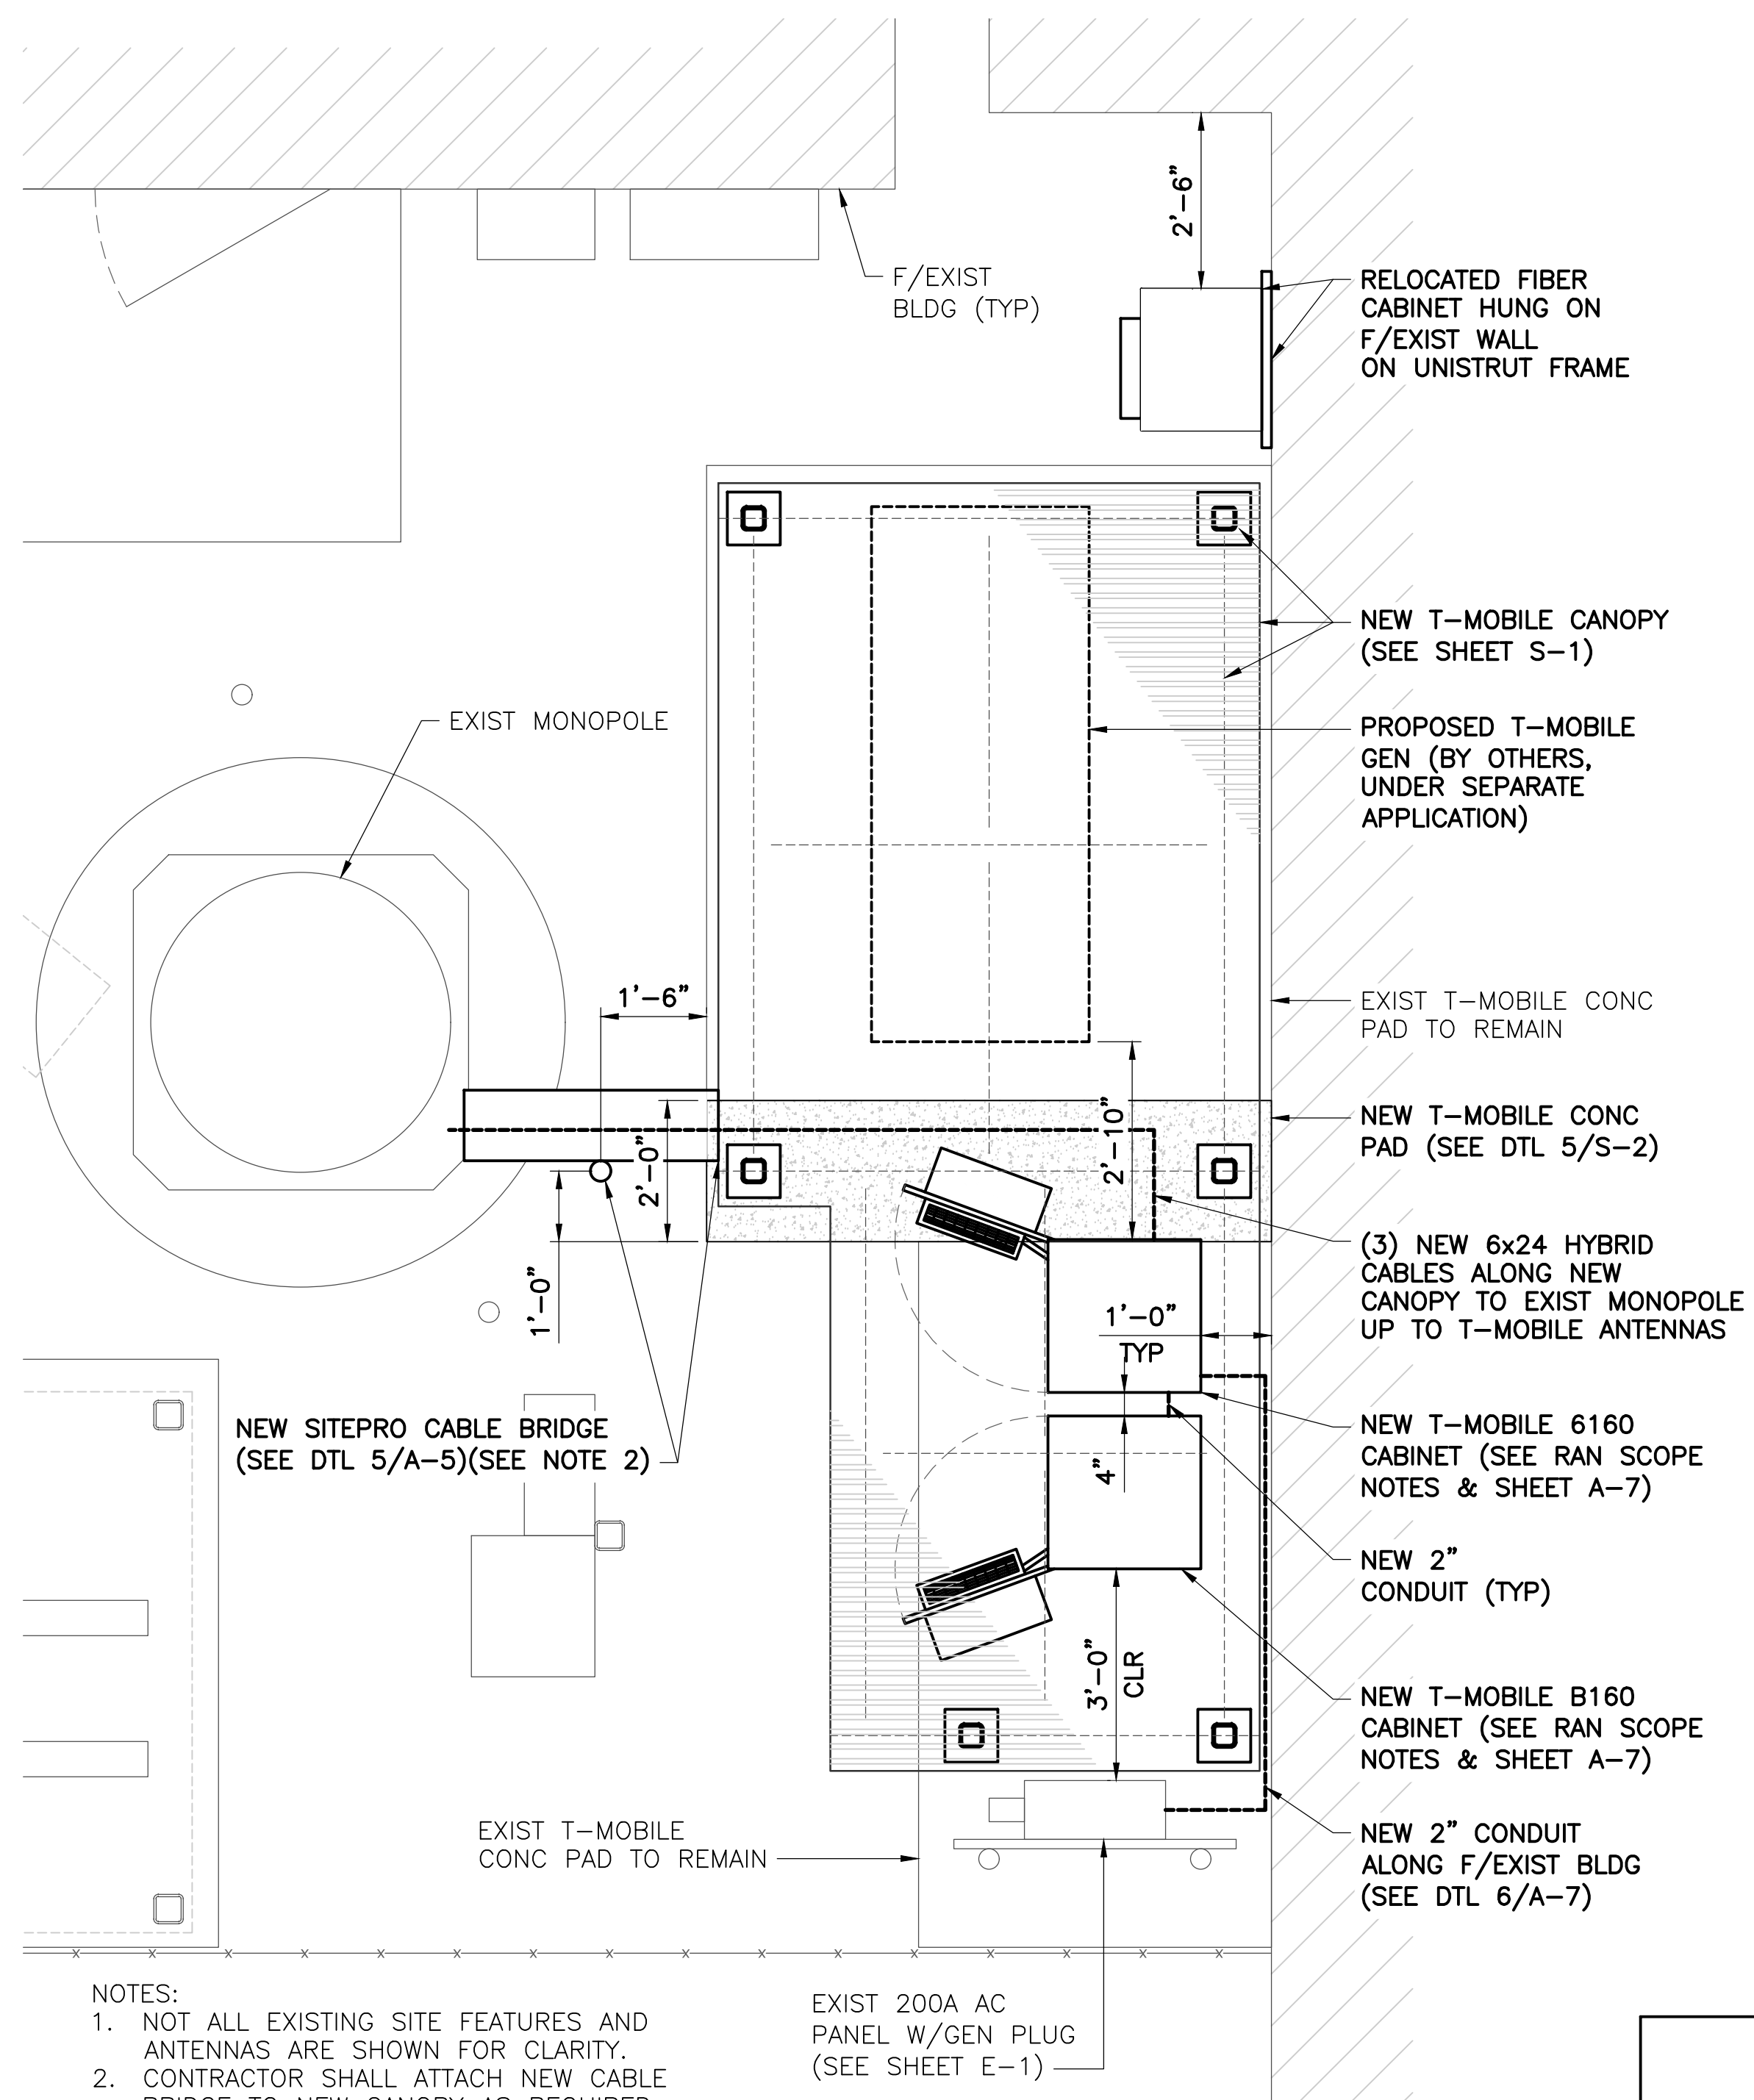 2'-6"
F/EXIST
BLDG (TYP)
RELOCATED FIBER
CABINET HUNG ON
F/EXIST WALL
ON UNISTRUT FRAME
NEW T-MOBILE CANOPY
(SEE SHEET S-1)
EXIST MONOPOLE
PROPOSED T-MOBILE
GEN (BY OTHERS,
UNDER SEPARATE
APPLICATION)
1'-6"
EXIST T-MOBILE CONC
PAD TO REMAIN
2'-0"
2'-10"
NEW T-MOBILE CONC
PAD (SEE DTL 5/S-2)
1'-0"
(3) NEW 6x24 HYBRID
CABLES ALONG NEW
CANOPY TO EXIST MONOPOLE
UP TO T-MOBILE ANTENNAS
1'-0"
TYP
NEW SITEPRO CABLE BRIDGE
(SEE DTL 5/A-5)(SEE NOTE 2)
4"
NEW T-MOBILE 6160
CABINET (SEE RAN SCOPE
NOTES & SHEET A-7)
NEW 2"
CONDUIT (TYP)
3'-0"
CLR
NEW T-MOBILE B160
CABINET (SEE RAN SCOPE
NOTES & SHEET A-7)
EXIST T-MOBILE
CONC PAD TO REMAIN
NEW 2" CONDUIT
ALONG F/EXIST BLDG
(SEE DTL 6/A-7)
x x x x x x x x x x x x x x x x
NOTES:
1. NOT ALL EXISTING SITE FEATURES AND
ANTENNAS ARE SHOWN FOR CLARITY.
2. CONTRACTOR SHALL ATTACH NEW CABLE
BRIDGE TO NEW CANOPY AS REQUIRED
EXIST 200A AC
PANEL W/GEN PLUG
(SEE SHEET E-1)